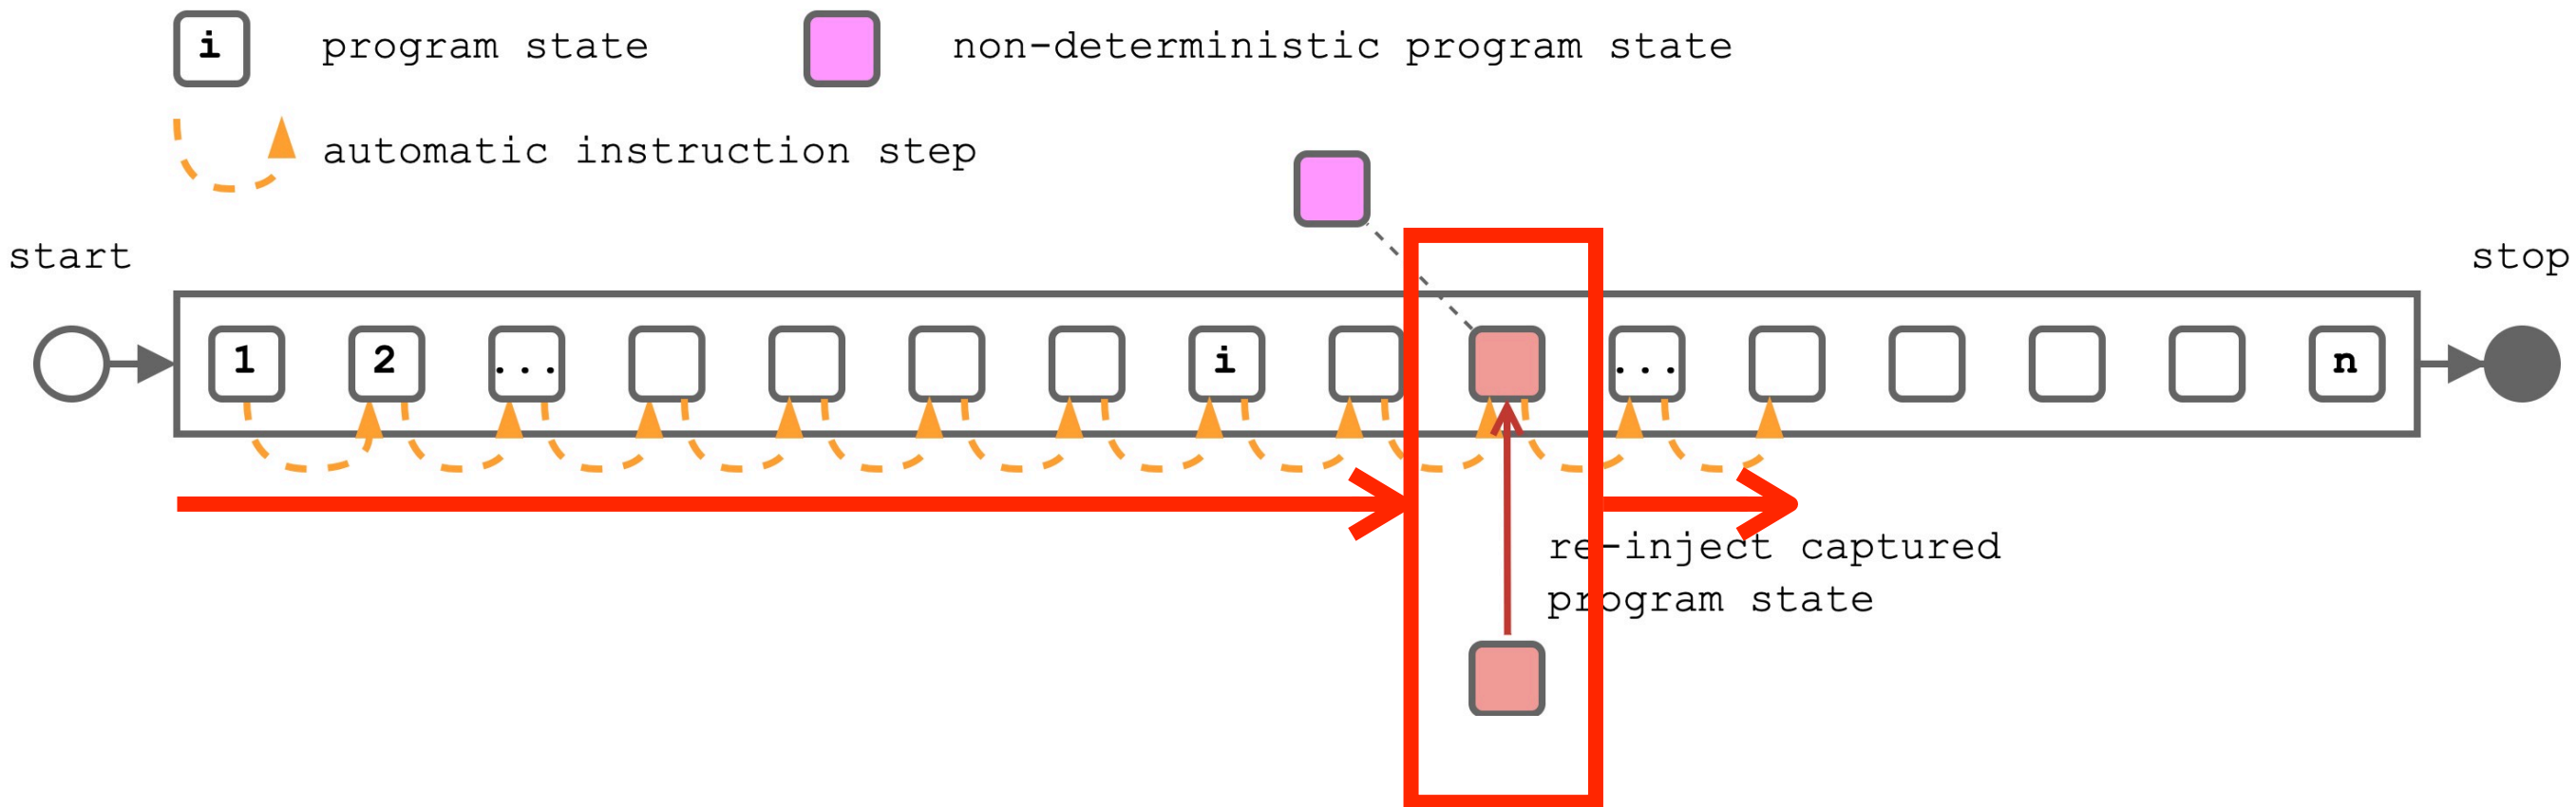 i program state non-deterministic program state
automatic instruction step
start stop
1 2 ... i ... n
re-inject captured
program state